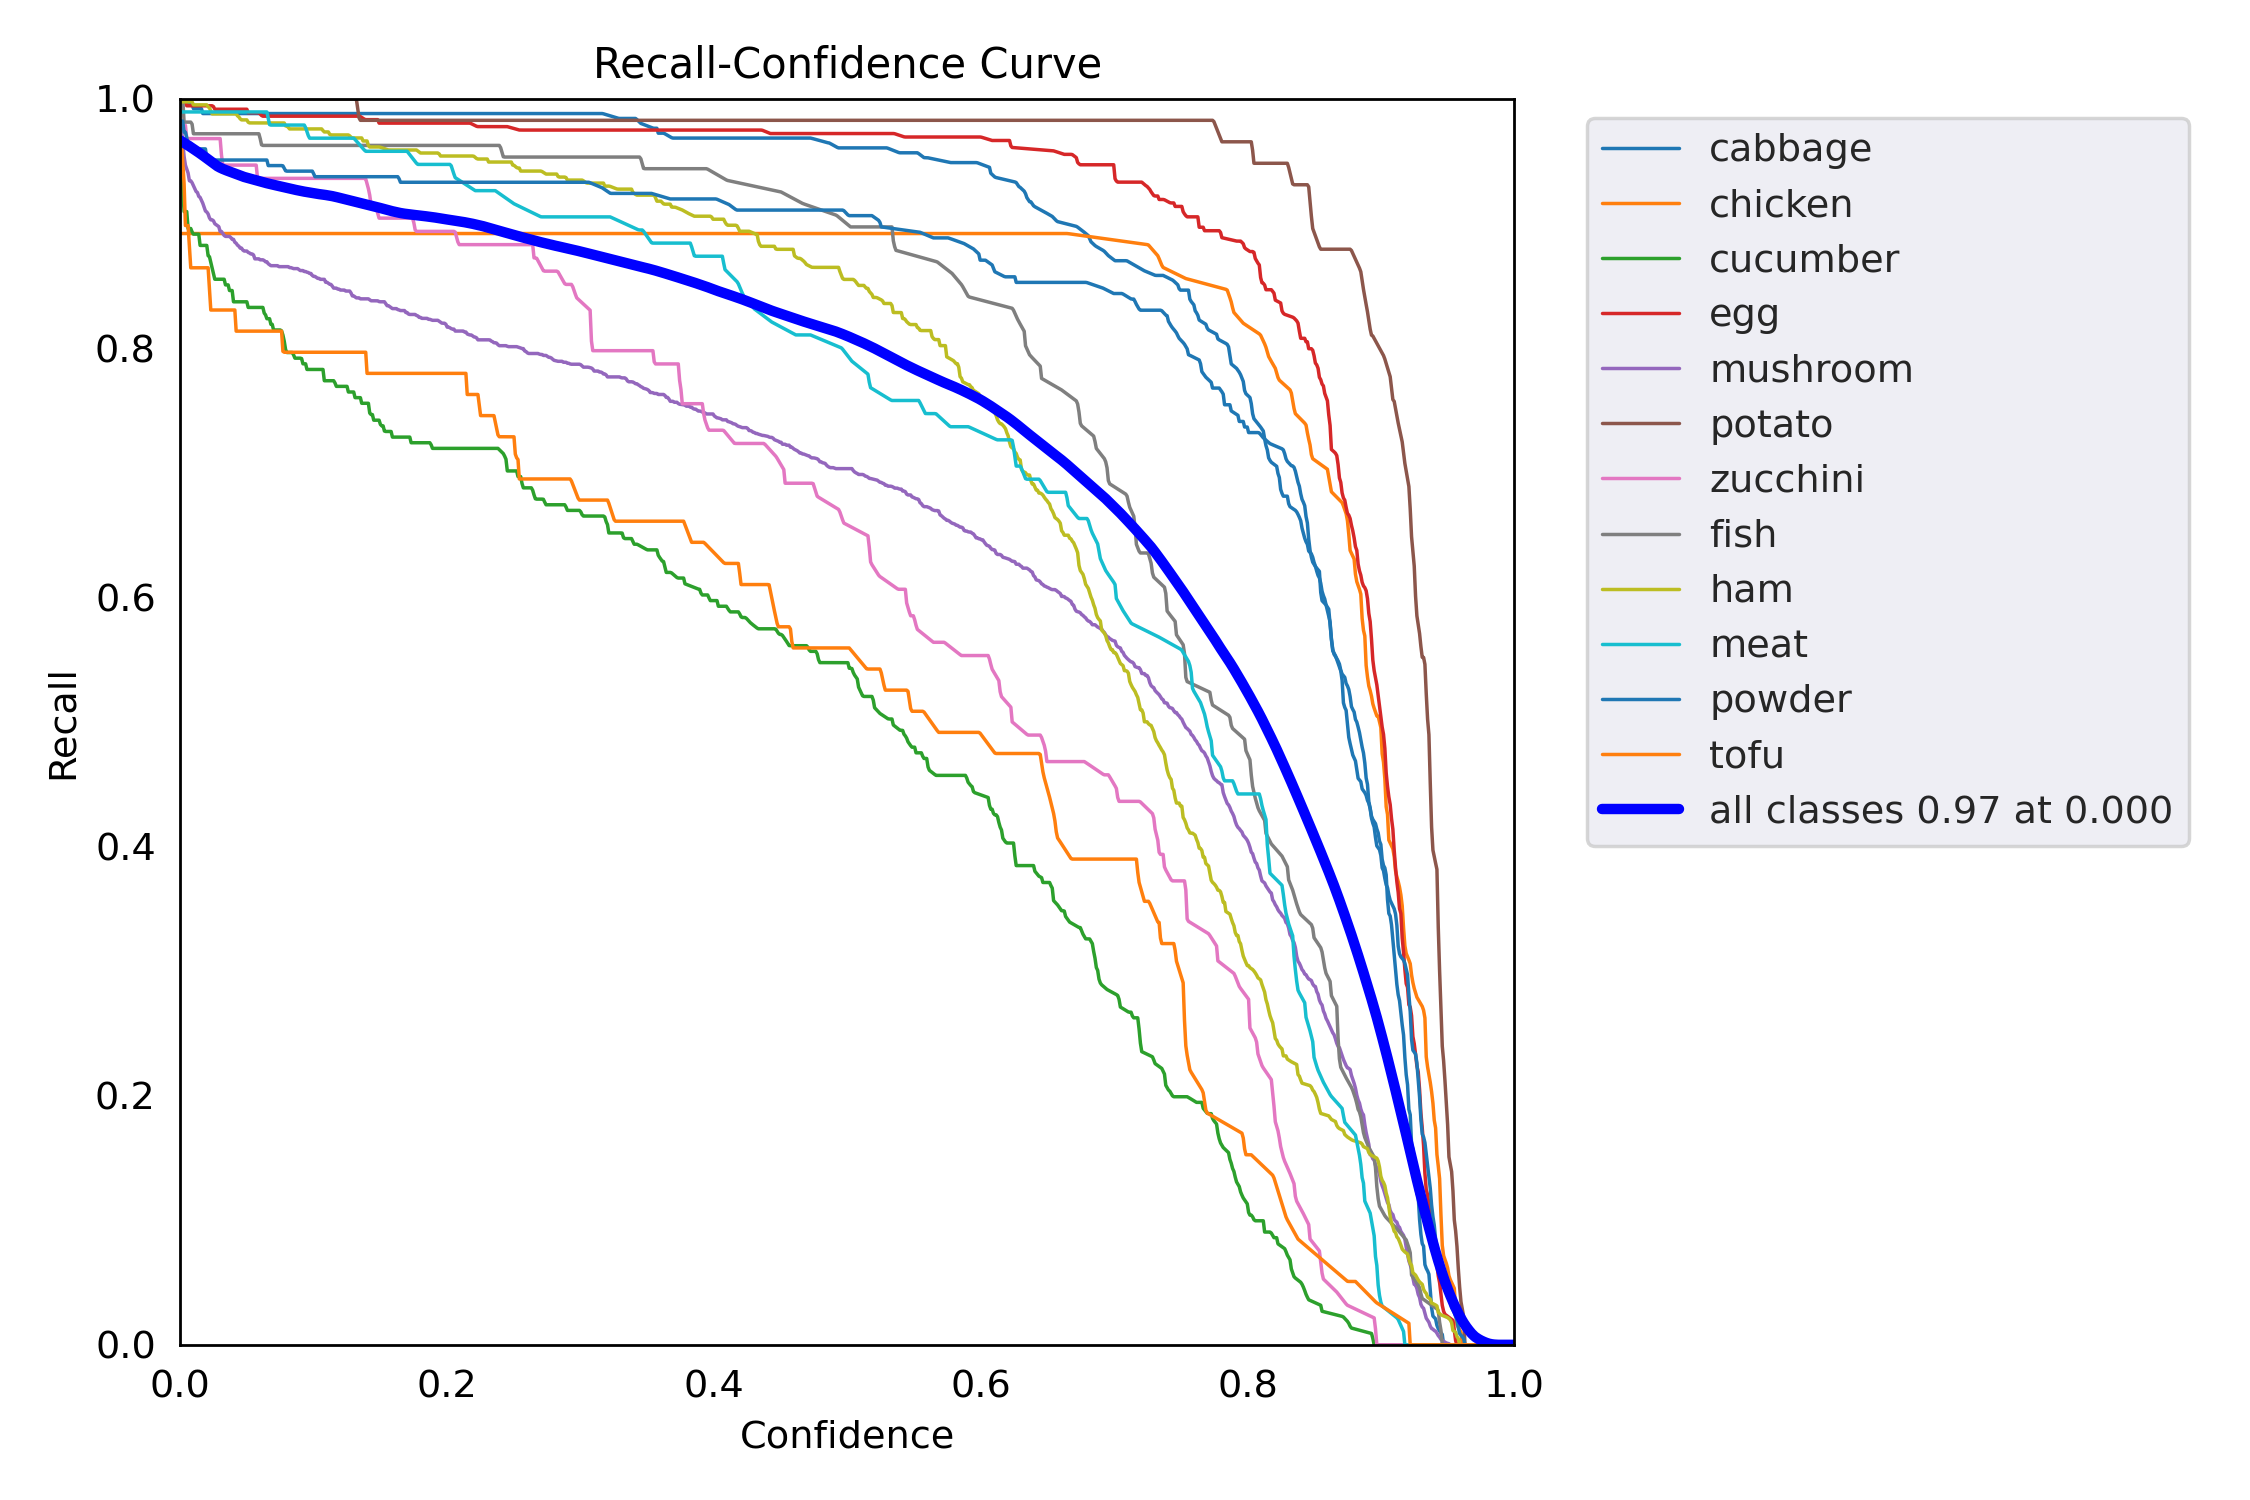 Recall-Confidence Curve
1.0
0.8
0.6
0.4
0.2
0.0
Recall
0.0 0.2 0.4 0.6 0.8 1.0
Confidence
cabbage
chicken
cucumber
egg
mushroom
potato
zucchini
fish
ham
meat
powder
tofu
all classes 0.97 at 0.000